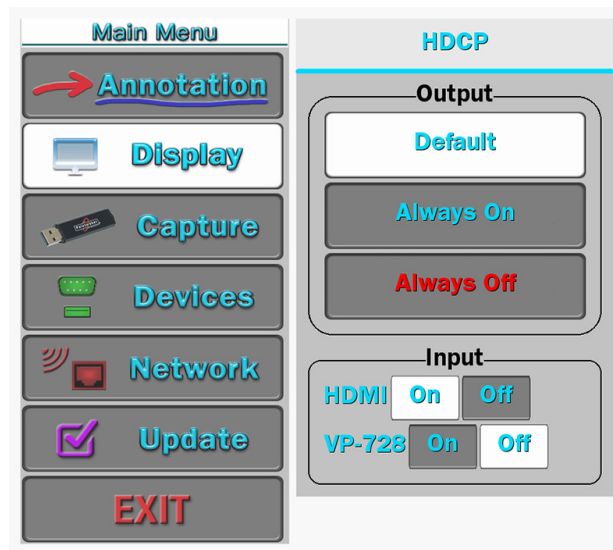 Main Menu
Annotation
Display
Capture
Devices
Network
Update
EXIT
HDCP
Output
Default
Always On
Always Off
Input
HDMI On Off
VP-728 On Off